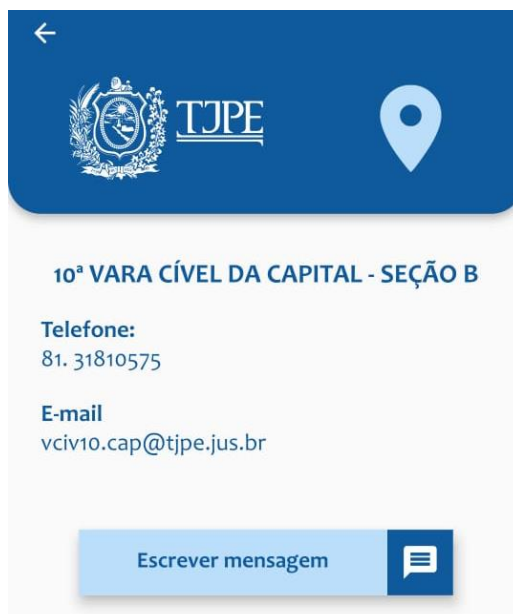 TJPE
10ª VARA CÍVEL DA CAPITAL - SEÇÃO B
Telefone:
81. 31810575
E-mail
vciv10.cap@tjpe.jus.br
Escrever mensagem